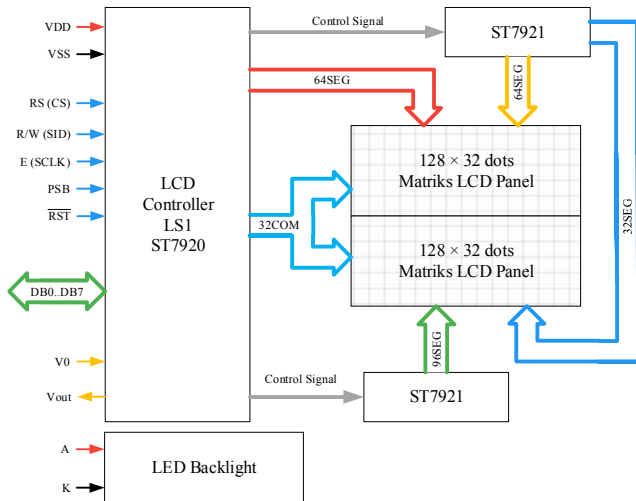 VDD
VSS
RS (CS)
R/W (SID)
E (SCLK)
PSB
RST
DB0..DB7
V0
Vout
A
K
LCD
Controller
LS1
ST7920
LED Backlight
Control Signal
64SEG
32COM
Control Signal
ST7921
64SEG
128 × 32 dots
Matriks LCD Panel
128 × 32 dots
Matriks LCD Panel
32SEG
96SEG
ST7921